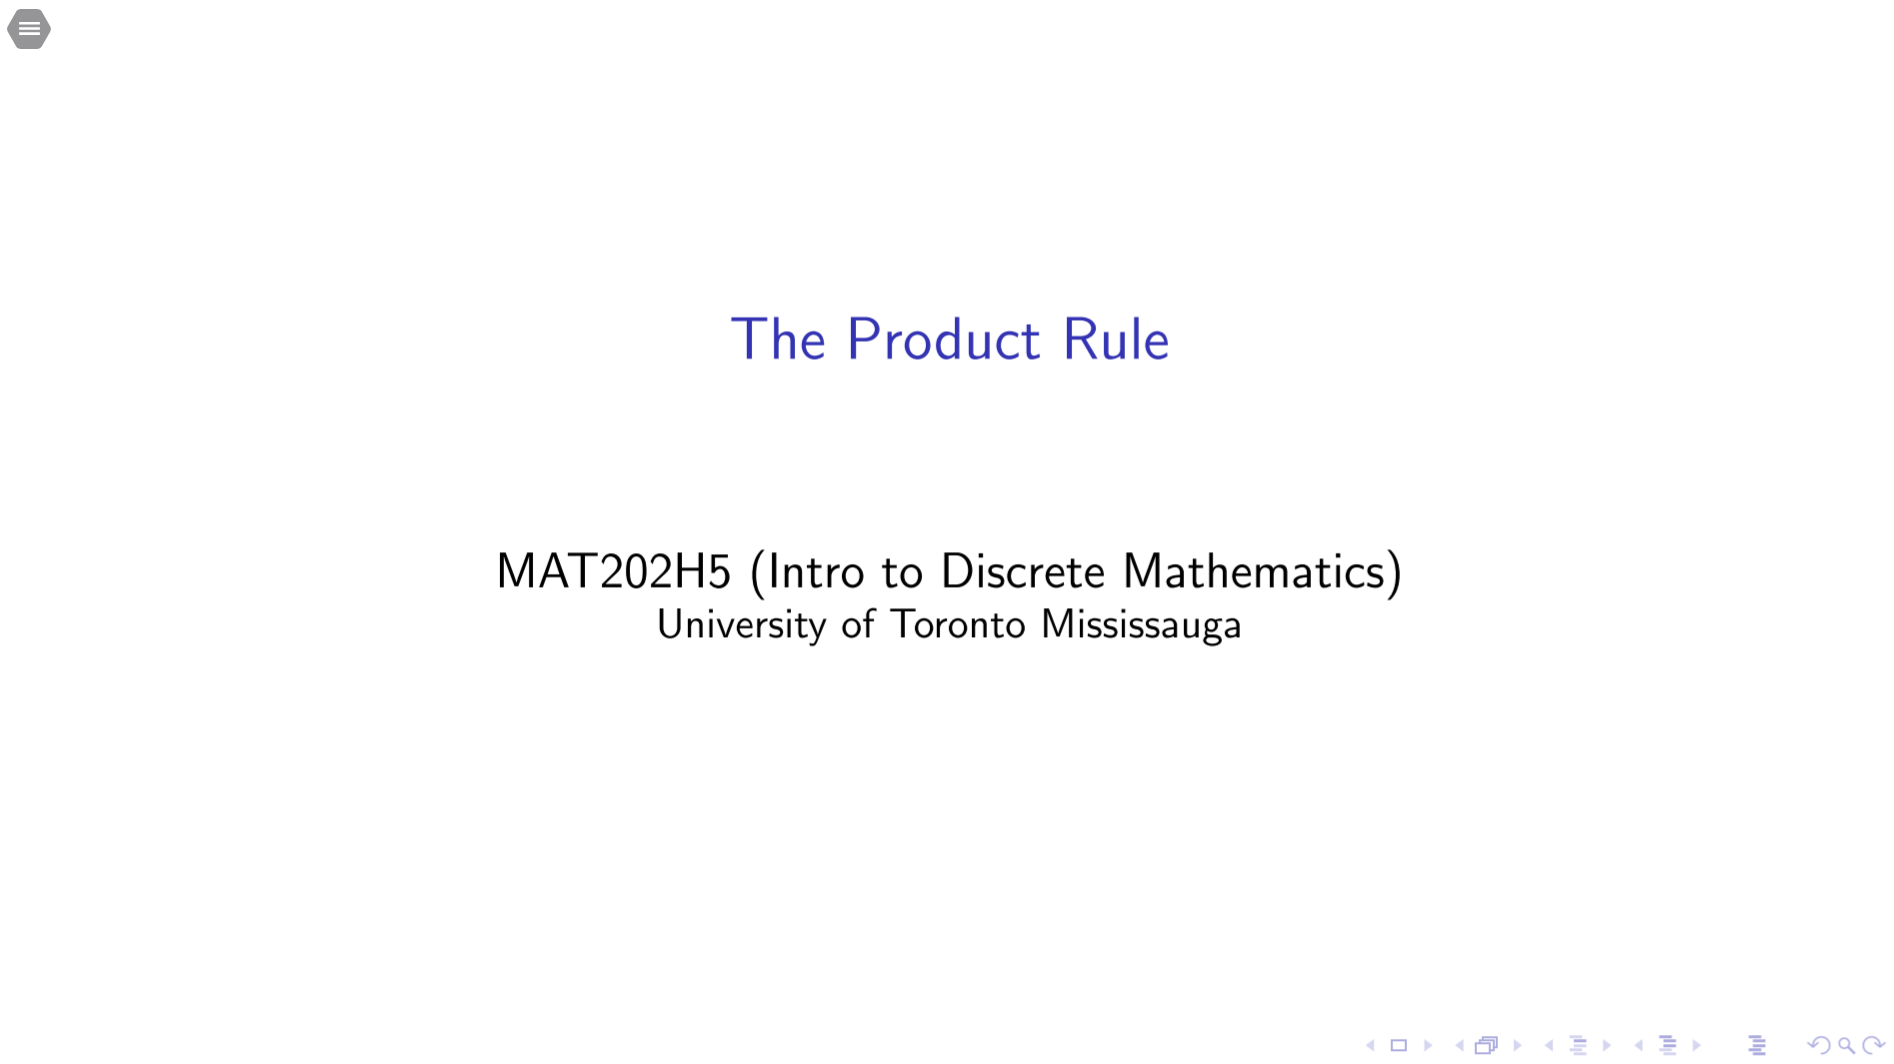 The Product Rule
MAT202H5 (Intro to Discrete Mathematics)
University of Toronto Mississauga